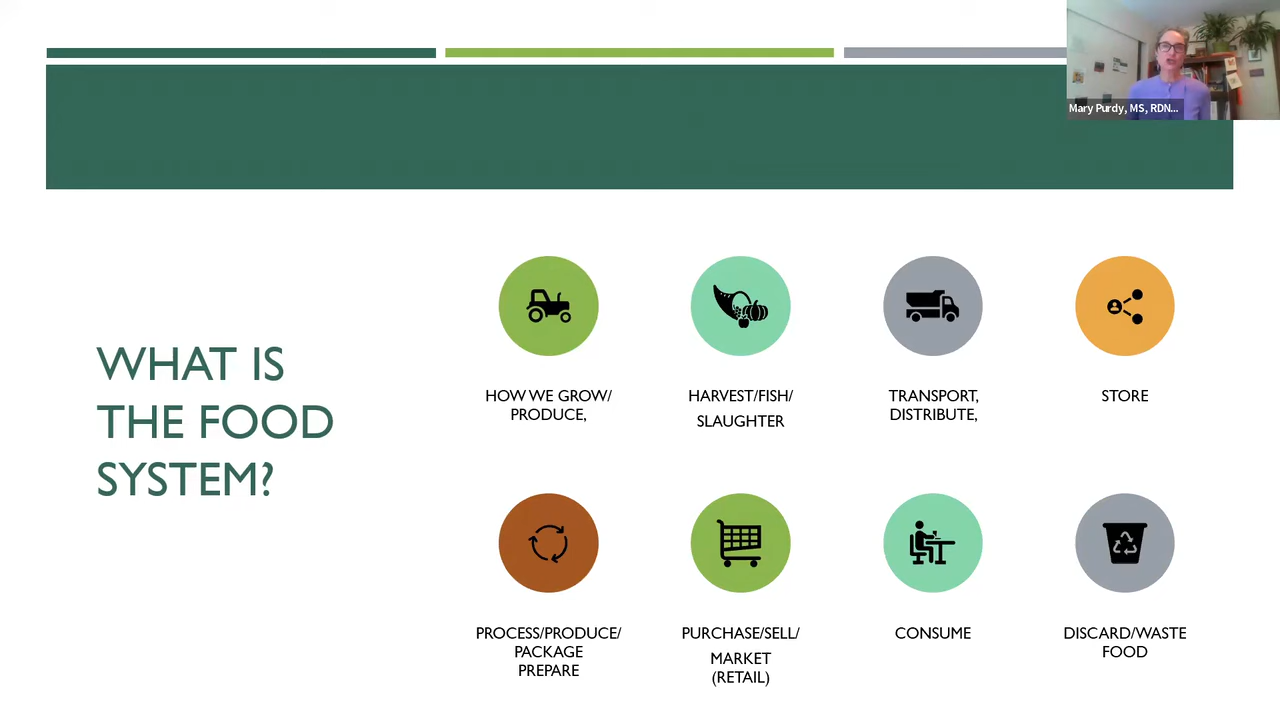 Mary Purdy, MS, RDN...
WHAT IS
THE FOOD
SYSTEM?
HOW WE GROW/
PRODUCE,
HARVEST/FISH/
SLAUGHTER
TRANSPORT,
DISTRIBUTE,
STORE
PROCESS/PRODUCE/
PACKAGE
PREPARE
PURCHASE/SELL/
MARKET
(RETAIL)
CONSUME
DISCARD/WASTE
FOOD